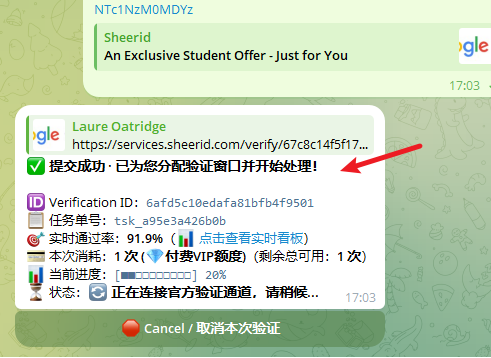 NTc1NzM0MDYz
Sheerid
An Exclusive Student Offer - Just for You
ogle
17:03
Laure Oatridge
https://services.sheerid.com/verify/67c8c14f5f17...
ogle
✅ 提交成功 · 已为您分配验证窗口并开始处理！
🆔 Verification ID： 6afd5c10edafa81bfb4f9501
📋 任务单号： tsk_a95e3a426b0b
🎯 实时通过率：91.9%（📊 点击查看实时看板）
💳 本次消耗：1 次 (💎付费VIP额度)（剩余总可用：1 次）
📊 当前进度： [■■□□□□□□□□] 20%
⏳ 状态： 🔄 正在连接官方验证通道，请稍候...
17:03
🛑 Cancel / 取消本次验证